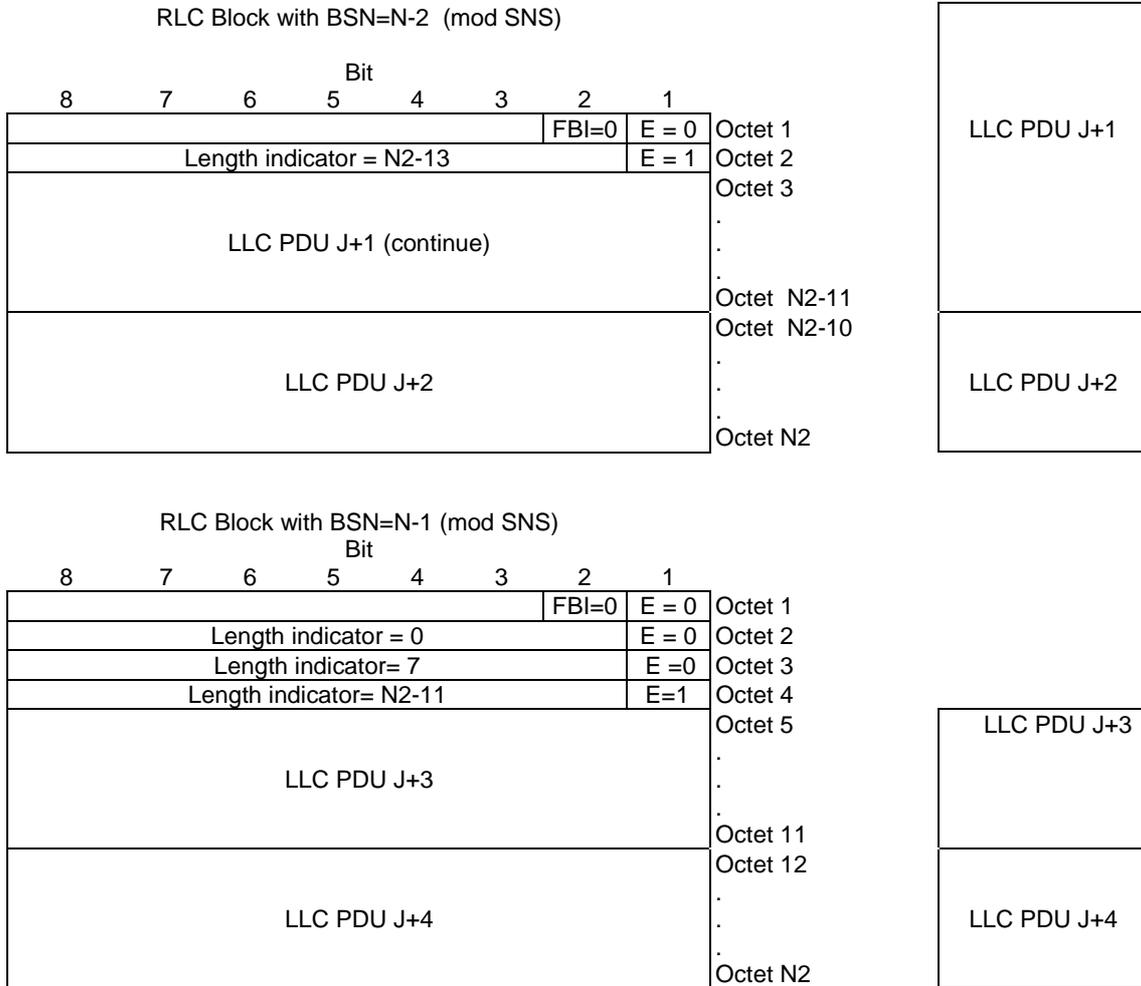 RLC Block with BSN=N-2 (mod SNS)
Bit
8 7 6 5 4 3 2 1
FBI=0 E = 0 Octet 1
Length indicator = N2-13 E = 1 Octet 2
Octet 3
.
LLC PDU J+1 (continue) .
.
Octet N2-11
Octet N2-10
.
LLC PDU J+2 .
.
Octet N2
LLC PDU J+1
LLC PDU J+2
RLC Block with BSN=N-1 (mod SNS)
Bit
8 7 6 5 4 3 2 1
FBI=0 E = 0 Octet 1
Length indicator = 0 E = 0 Octet 2
Length indicator= 7 E =0 Octet 3
Length indicator= N2-11 E=1 Octet 4
Octet 5
.
LLC PDU J+3 .
.
Octet 11
Octet 12
.
LLC PDU J+4 .
.
Octet N2
LLC PDU J+3
LLC PDU J+4